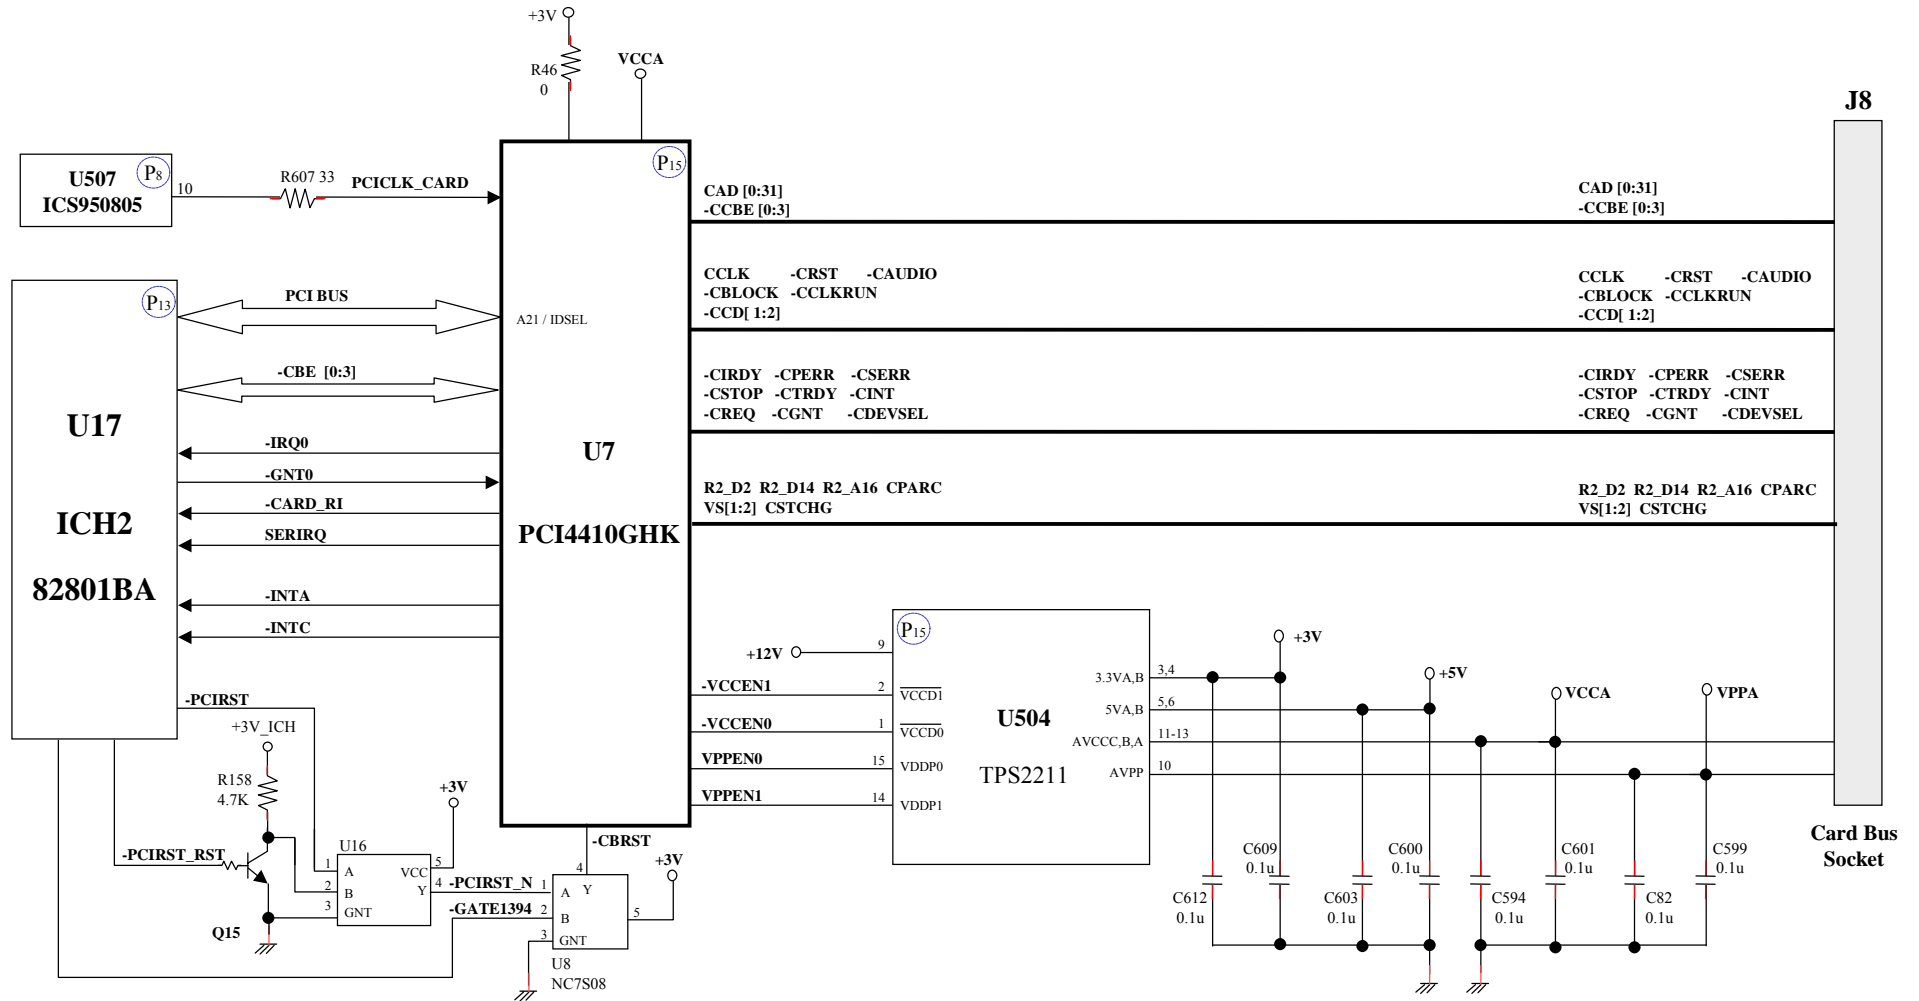 +3V
R46
0
VCCA
J8
U507
ICS950805
P8
10
R607 33
PCICLK_CARD
P15
CAD [0:31]
-CCBE [0:3]
CAD [0:31]
-CCBE [0:3]
P13
PCI BUS
A21 / IDSEL
CCLK -CRST -CAUDIO
-CBLOCK -CCLKRUN
-CCD[ 1:2]
CCLK -CRST -CAUDIO
-CBLOCK -CCLKRUN
-CCD[ 1:2]
-CBE [0:3]
-CIRDY -CPERR -CSERR
-CSTOP -CTRDY -CINT
-CREQ -CGNT -CDEVSEL
-CIRDY -CPERR -CSERR
-CSTOP -CTRDY -CINT
-CREQ -CGNT -CDEVSEL
U17
ICH2
82801BA
-IRQ0
-GNT0
-CARD_RI
SERIRQ
-INTA
-INTC
U7
PCI4410GHK
R2_D2 R2_D14 R2_A16 CPARC
VS[1:2] CSTCHG
R2_D2 R2_D14 R2_A16 CPARC
VS[1:2] CSTCHG
P15
+12V
9
-VCCEN1
2
VCCD1
-VCCEN0
1
VCCD0
VPPEN0
15
VDDP0
VPPEN1
14
VDDP1
U504
TPS2211
3.3VA,B
3,4
5VA,B
5,6
AVCCC,B,A
11-13
AVPP
10
+3V
+5V
VCCA
VPPA
-PCIRST
+3V_ICH
R158
4.7K
+3V
-PCIRST_RST
Q15
U16
1
A
2
B
3
GNT
VCC
5
Y
4
-PCIRST_N
-GATE1394
-CBRST
4
+3V
1
A
Y
2
B
3
GNT
5
U8
NC7S08
C612
0.1u
C609
0.1u
C603
0.1u
C600
0.1u
C594
0.1u
C601
0.1u
C82
0.1u
C599
0.1u
Card Bus
Socket